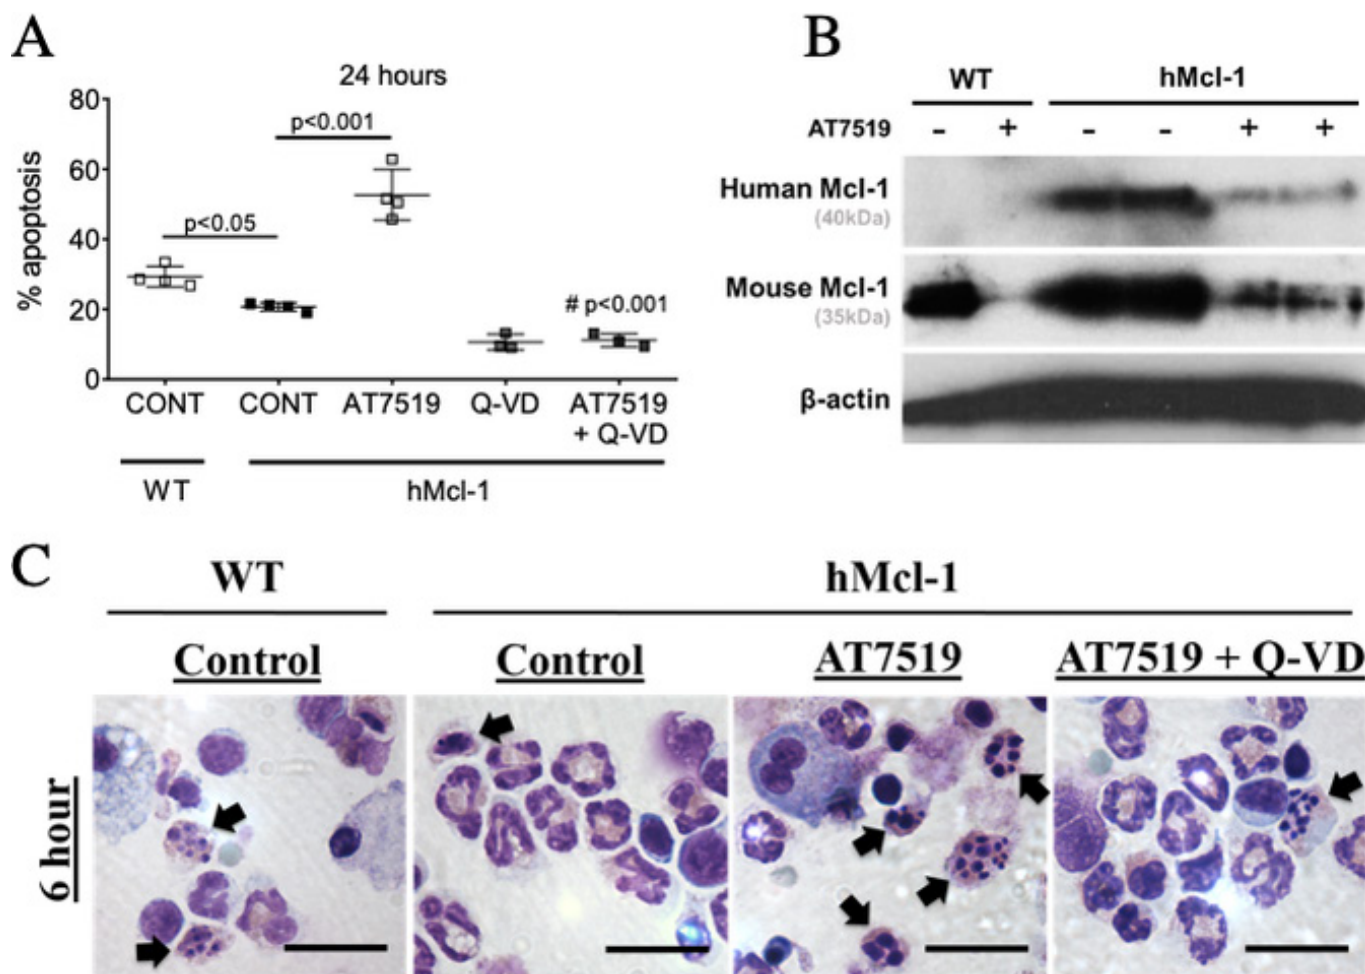 A
24 hours
% apoptosis
80
60
40
20
0
p<0.001
p<0.05
# p<0.001
CONT CONT AT7519 Q-VD AT7519
+ Q-VD
WT hMcl-1
B
WT hMcl-1
AT7519 - + - - + +
Human Mcl-1
(40kDa)
Mouse Mcl-1
(35kDa)
β-actin
C
WT hMcl-1
Control Control AT7519 AT7519 + Q-VD
6 hour